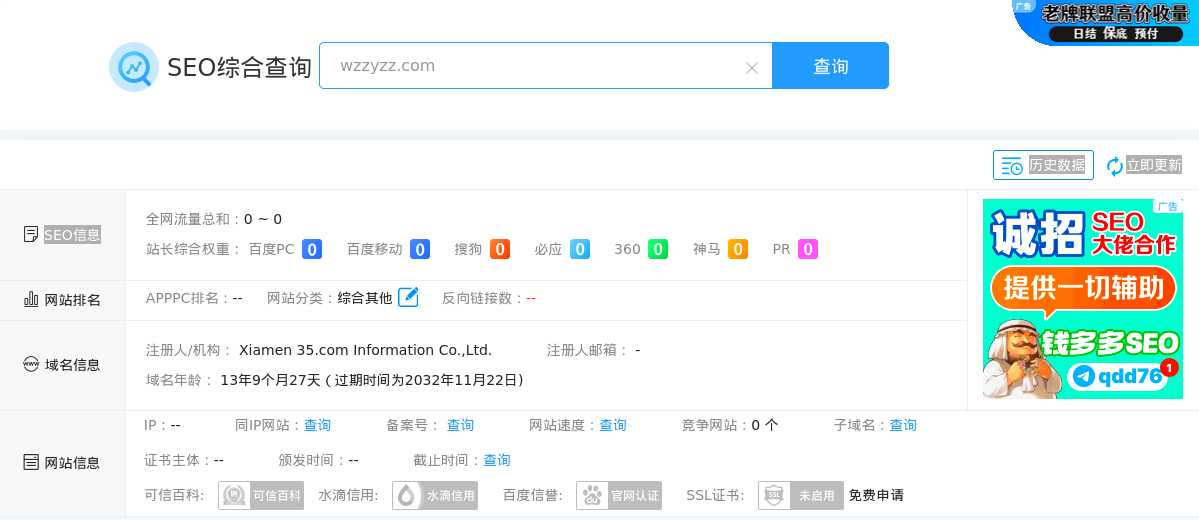 广告
老牌联盟高价收量
日结 保底 预付
SEO综合查询
wzzyzz.com
查询
历史数据
立即更新
SEO信息
全网流量总和：0 ~ 0
站长综合权重： 百度PC 0 百度移动 0 搜狗 0 必应 0 360 0 神马 0 PR 0
网站排名
APPPC排名：-- 网站分类：综合其他 反向链接数：--
域名信息
注册人/机构： Xiamen 35.com Information Co.,Ltd. 注册人邮箱： -
域名年龄： 13年9个月27天 ( 过期时间为2032年11月22日)
广告
诚招 SEO
大佬合作
提供一切辅助
钱多多SEO
qdd76 1
网站信息
IP：-- 同IP网站：查询 备案号： 查询 网站速度：查询 竞争网站：0 个 子域名：查询
证书主体：-- 颁发时间：-- 截止时间：查询
可信百科: 可信百科 水滴信用: 水滴信用 百度信誉: 官网认证 SSL证书: SSL 未启用 免费申请